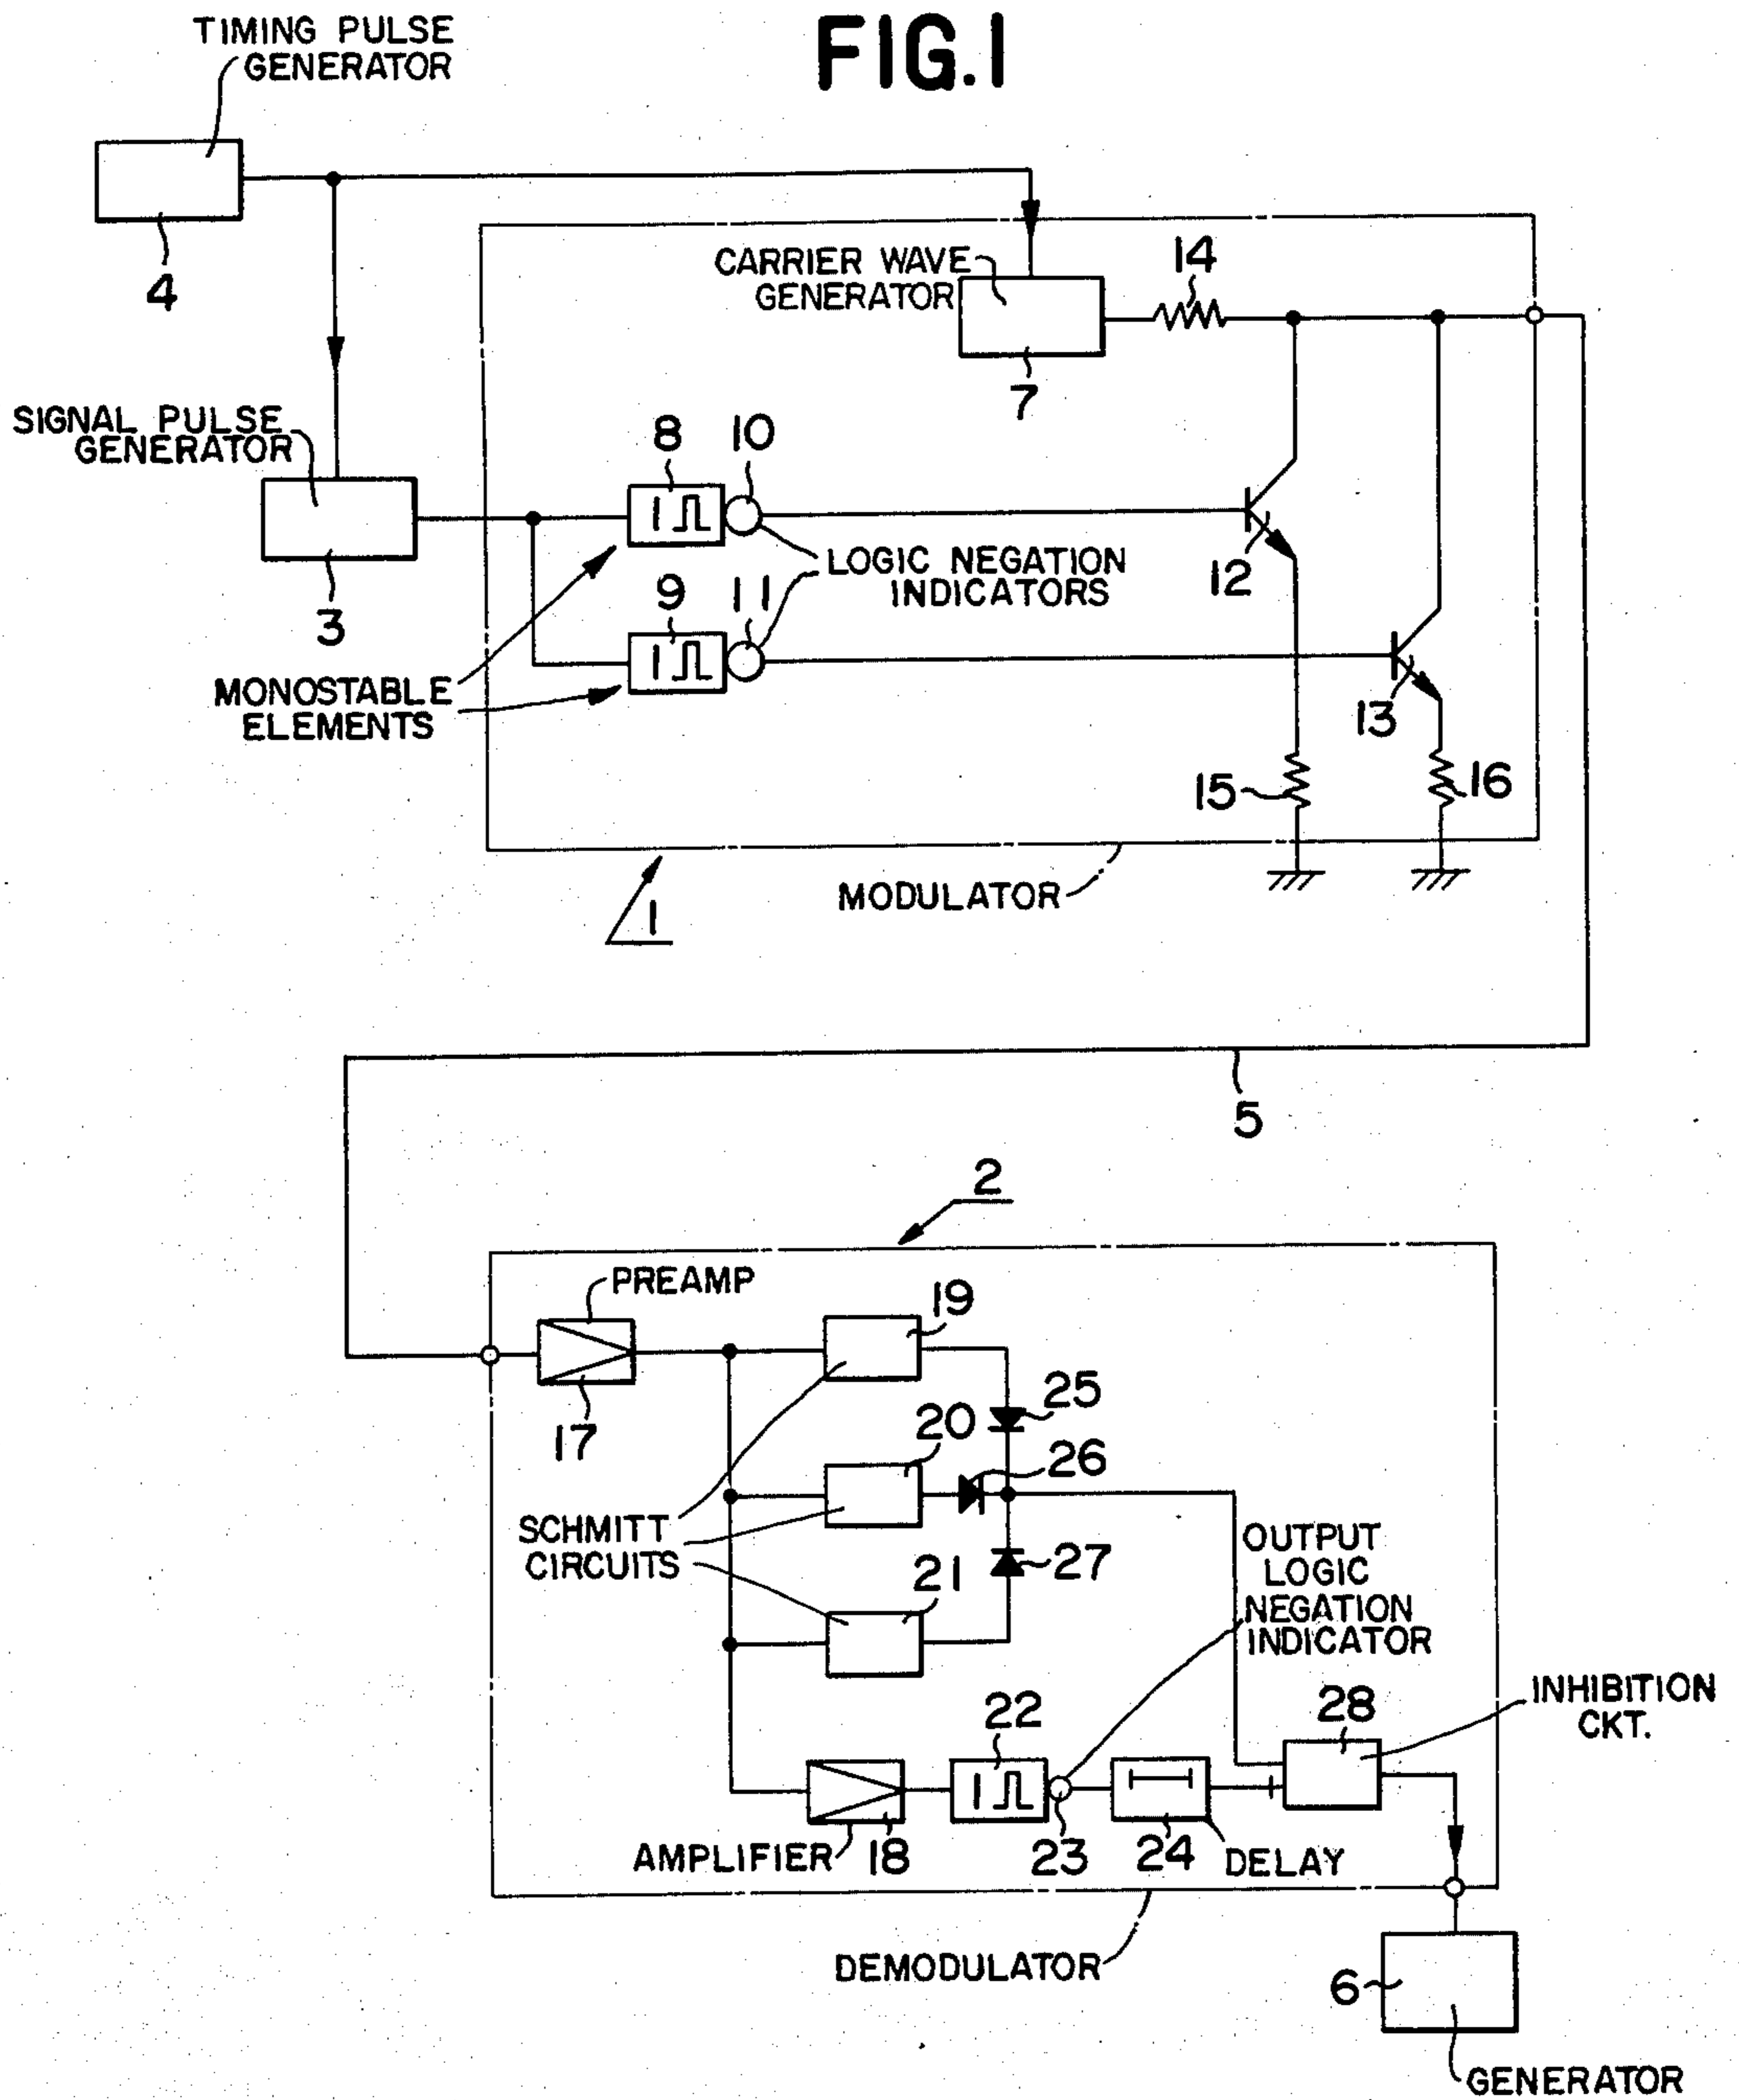 FIG.1
TIMING PULSE
GENERATOR
4
CARRIER WAVE
GENERATOR
14
7
SIGNAL PULSE
GENERATOR
8
10
3
LOGIC NEGATION
INDICATORS
12
9
11
MONOSTABLE
ELEMENTS
13
15
16
MODULATOR
1
5
2
PREAMP
17
19
25
20
26
SCHMITT
CIRCUITS
21
27
OUTPUT
LOGIC
NEGATION
INDICATOR
22
28
INHIBITION
CKT.
AMPLIFIER
18
23
24
DELAY
DEMODULATOR
6
GENERATOR